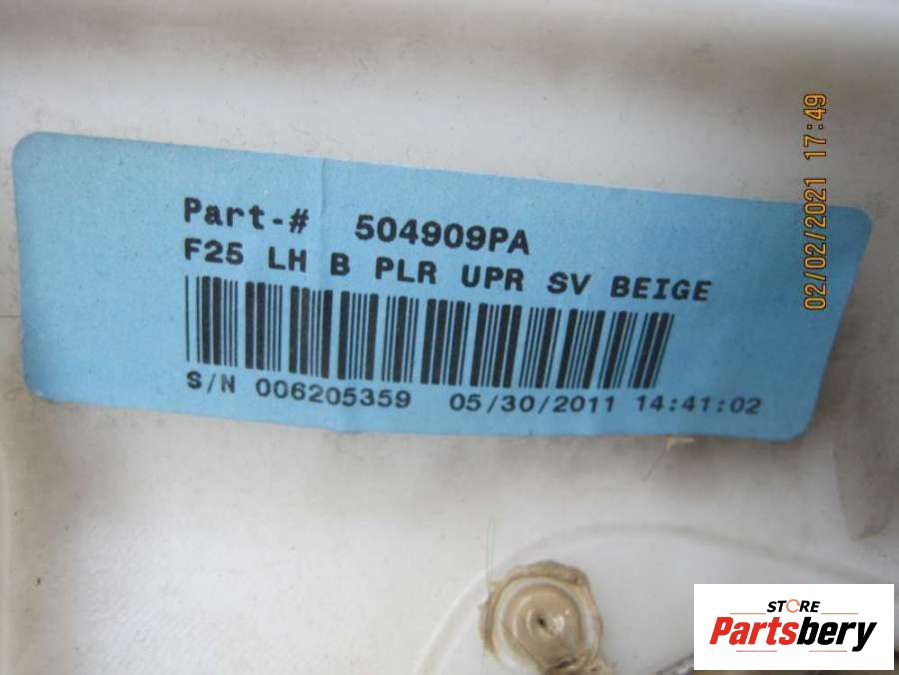 Part-# 504909PA
F25 LH B PLR UPR SV BEIGE
S/N 006205359 05/30/2011 14:41:02
02/02/2021 17:49
STORE
Partsbery